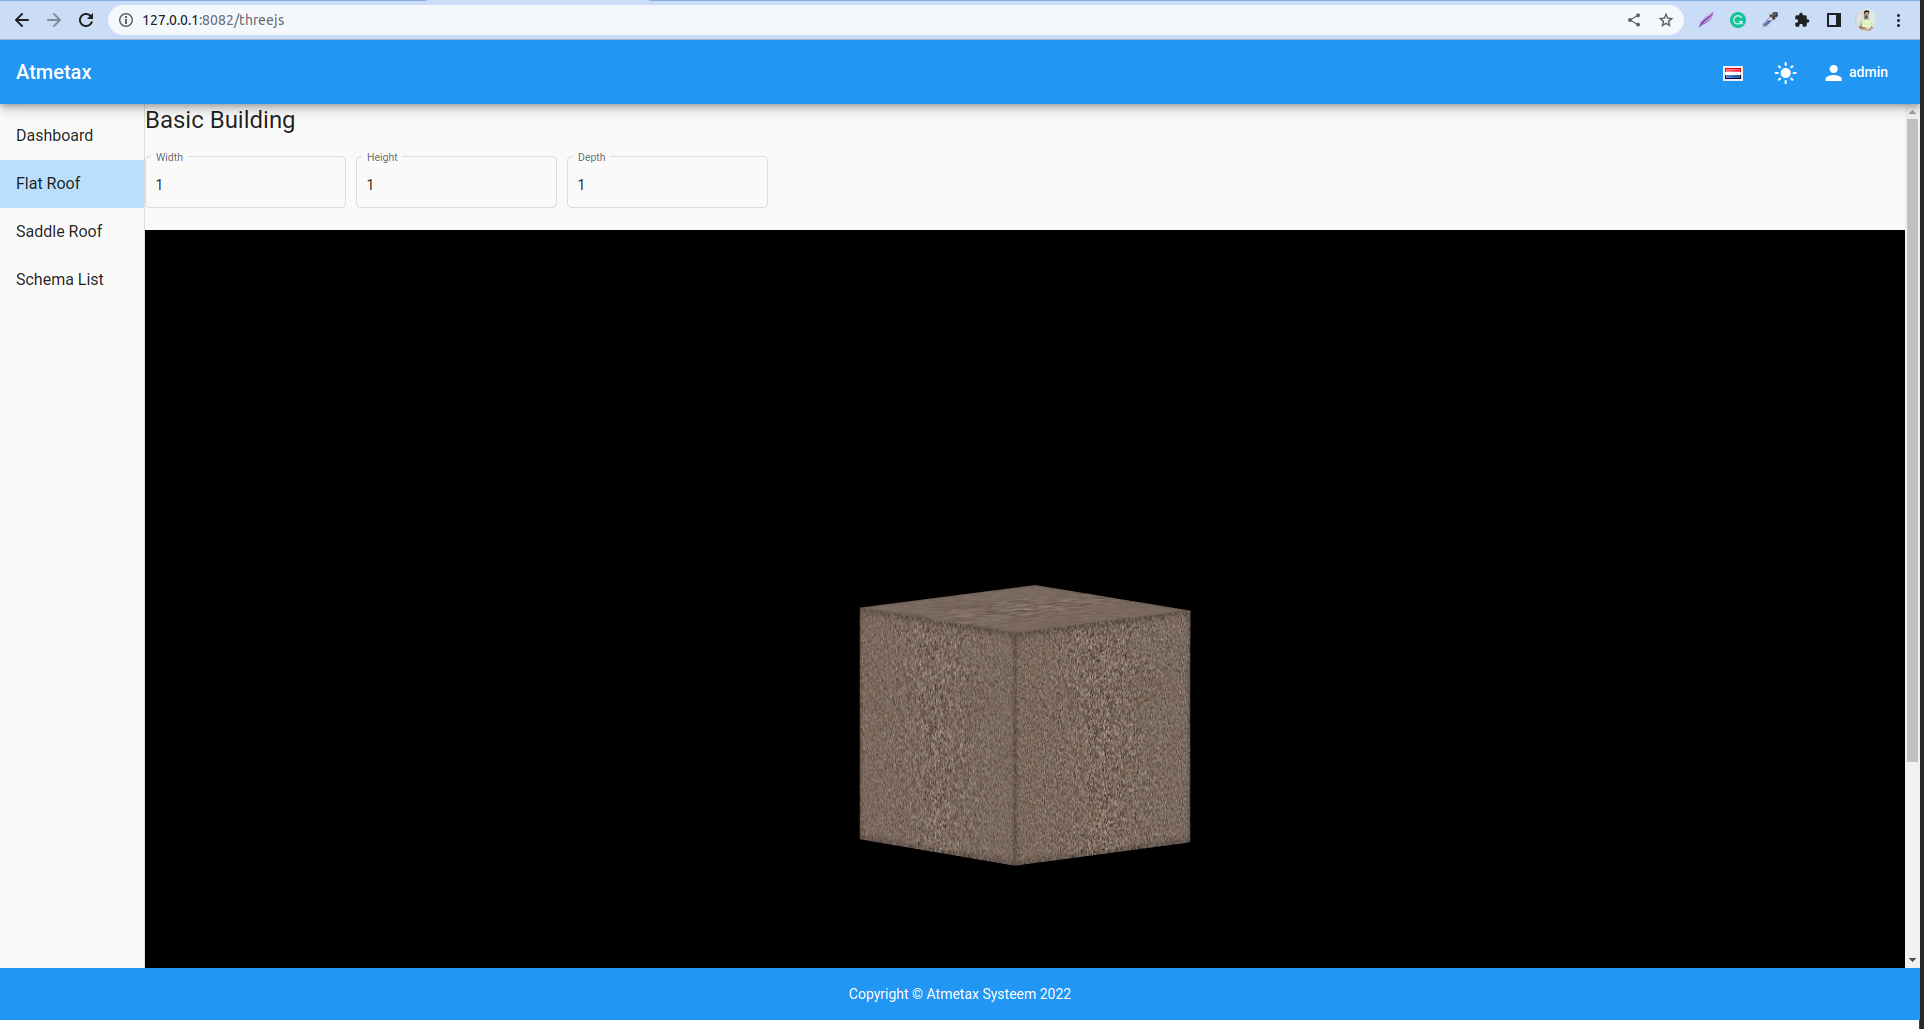 127.0.0.1:8082/threejs
Atmetax
admin
Dashboard
Flat Roof
Saddle Roof
Schema List
Basic Building
Width
Height
Depth
1
1
1
Copyright © Atmetax Systeem 2022